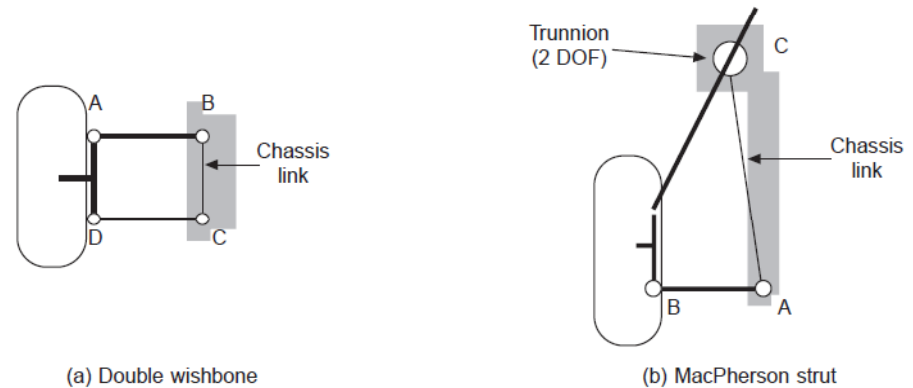 A
B
Chassis
link
D
C
(a) Double wishbone
Trunnion
(2 DOF)
C
Chassis
link
B
A
(b) MacPherson strut